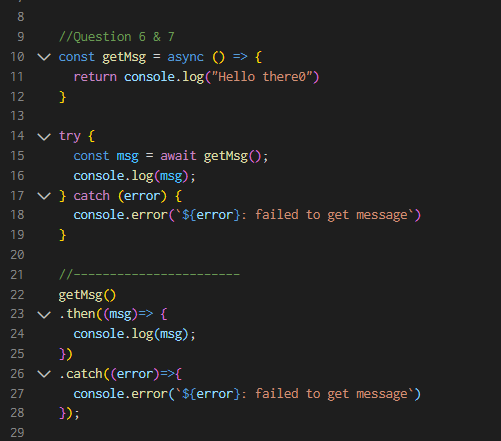 8
9 //Question 6 & 7
10 const getMsg = async () => {
11 return console.log("Hello there0")
12 }
13
14 try {
15 const msg = await getMsg();
16 console.log(msg);
17 } catch (error) {
18 console.error(`${error}: failed to get message`)
19 }
20
21 //-----------------------
22 getMsg()
23 .then((msg)=> {
24 console.log(msg);
25 })
26 .catch((error)=>{
27 console.error(`${error}: failed to get message`)
28 });
29